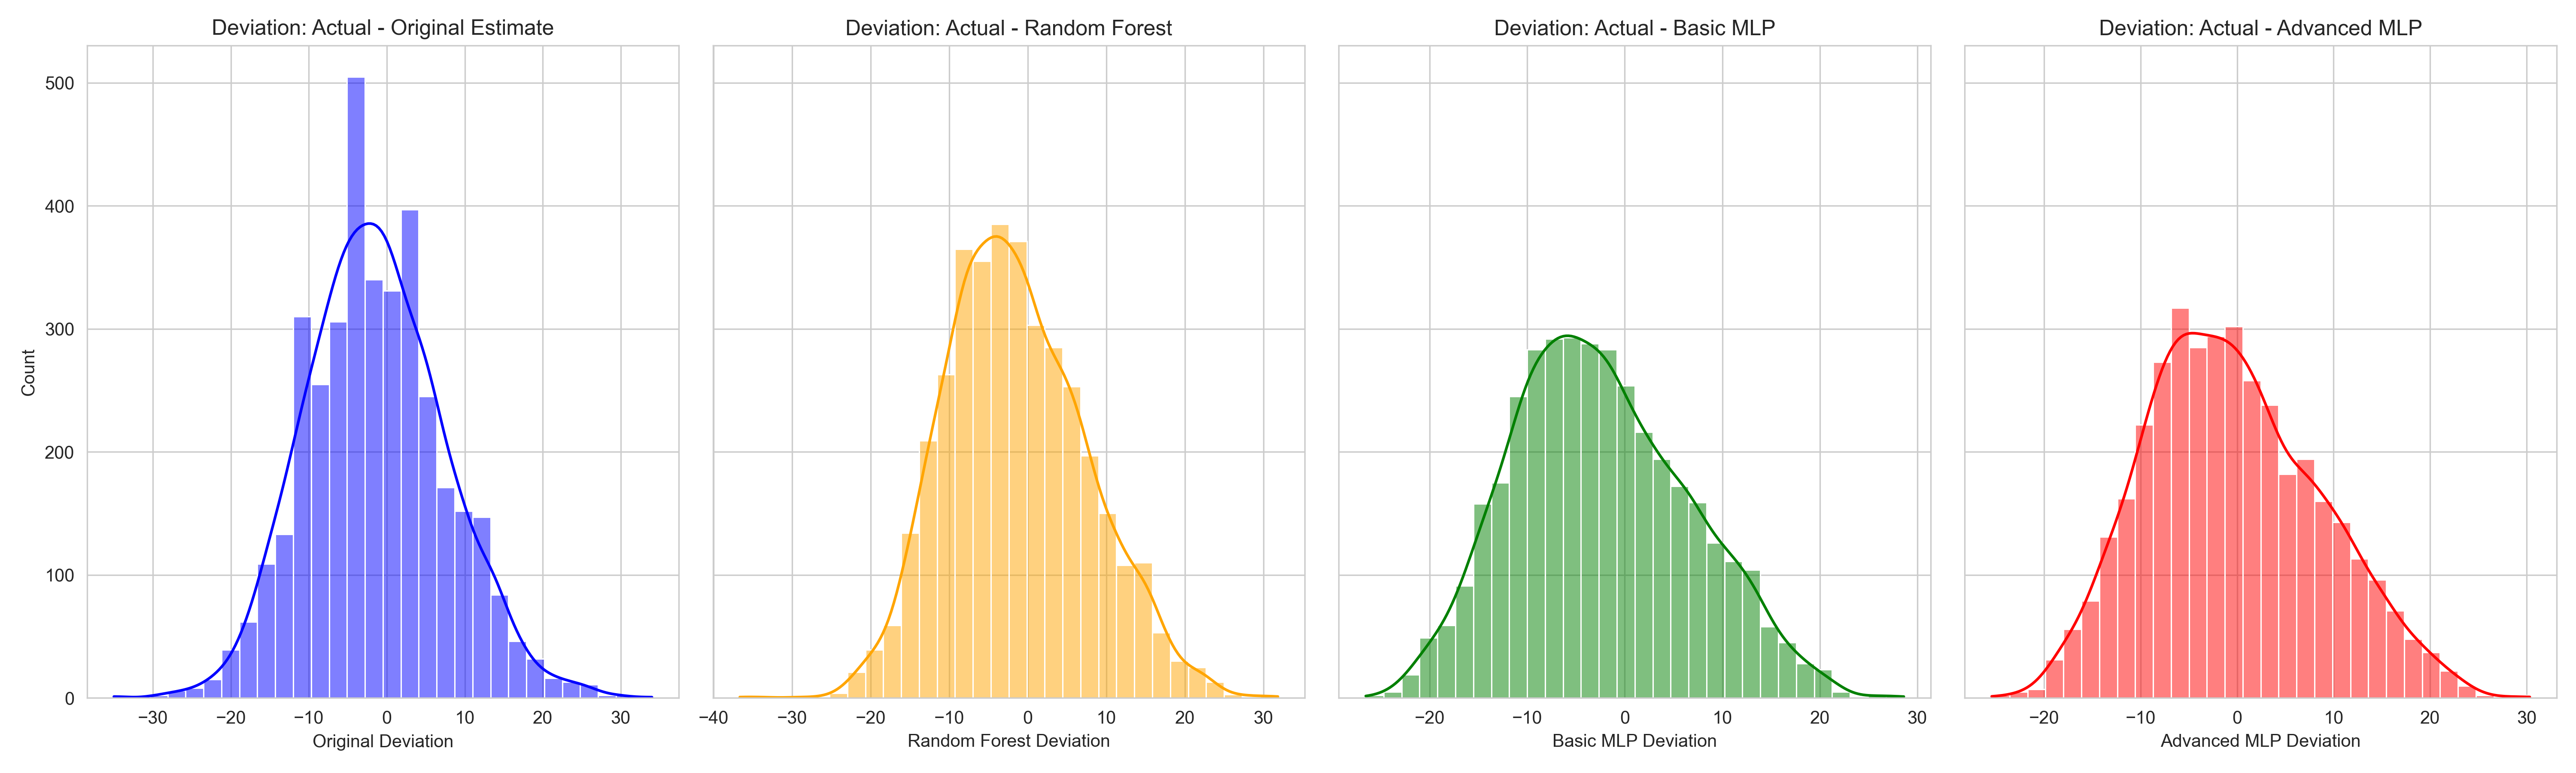 Deviation: Actual - Original Estimate
Count
500
400
300
200
100
0
−30 −20 −10 0 10 20 30
Original Deviation
Deviation: Actual - Random Forest
−40 −30 −20 −10 0 10 20 30
Random Forest Deviation
Deviation: Actual - Basic MLP
−20 −10 0 10 20 30
Basic MLP Deviation
Deviation: Actual - Advanced MLP
−20 −10 0 10 20 30
Advanced MLP Deviation